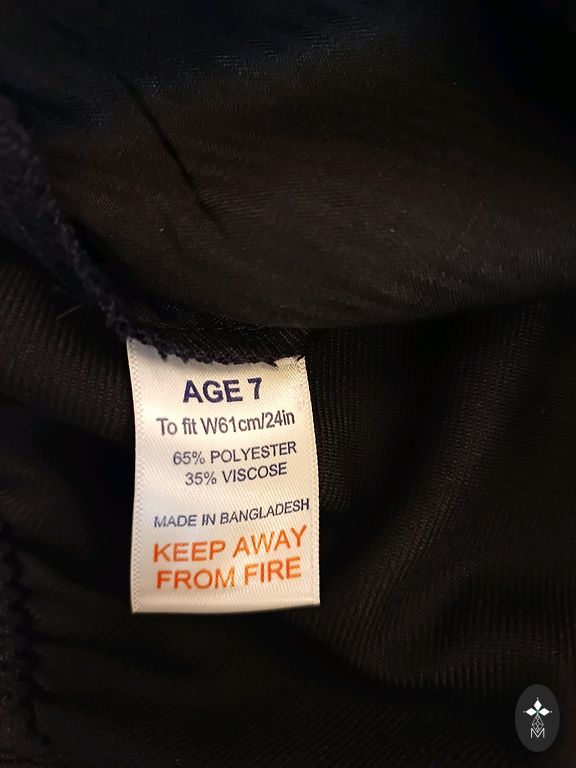 AGE 7
To fit W61cm/24in
65% POLYESTER
35% VISCOSE
MADE IN BANGLADESH
KEEP AWAY
FROM FIRE
M